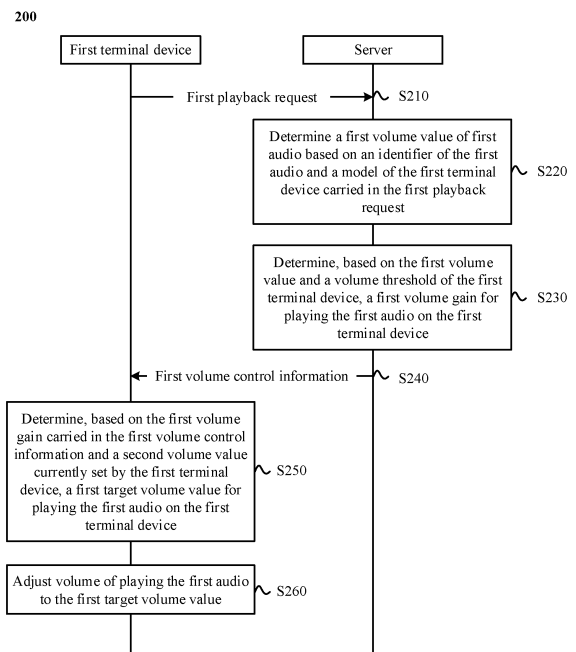 200
First terminal device
Server
First playback request
S210
Determine a first volume value of first
audio based on an identifier of the first
audio and a model of the first terminal
device carried in the first playback
request
S220
Determine, based on the first volume
value and a volume threshold of the first
terminal device, a first volume gain for
playing the first audio on the first
terminal device
S230
First volume control information
S240
Determine, based on the first volume
gain carried in the first volume control
information and a second volume value
currently set by the first terminal
device, a first target volume value for
playing the first audio on the first
terminal device
S250
Adjust volume of playing the first audio
to the first target volume value
S260